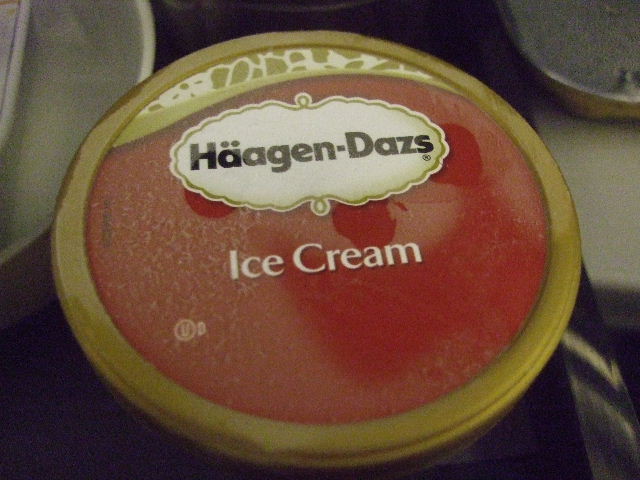 Häagen-Dazs®
Ice Cream
Ⓤ D